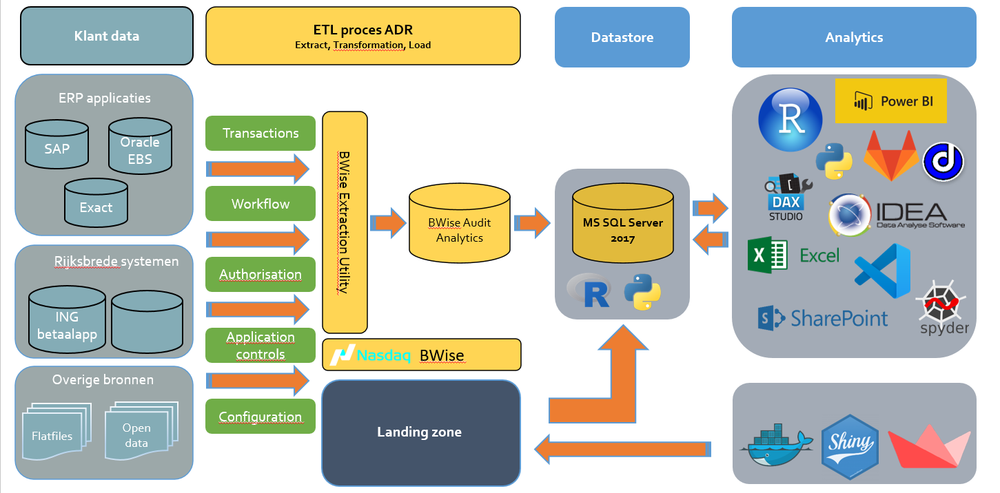 Klant data
ETL proces ADR
Extract, Transformation, Load
Datastore
Analytics
ERP applicaties
SAP
Oracle
EBS
Exact
Rijksbrede systemen
ING
betaalapp
Overige bronnen
Flatfiles
Open
data
Transactions
Workflow
Authorisation
Application
controls
Configuration
BWise Extraction Utility
Nasdaq BWise
BWise Audit
Analytics
Landing zone
MS SQL Server
2017
R
R
Power BI
d
DAX
STUDIO
IDEA
Data Analyse Software
X Excel
S SharePoint
spyder
Shiny